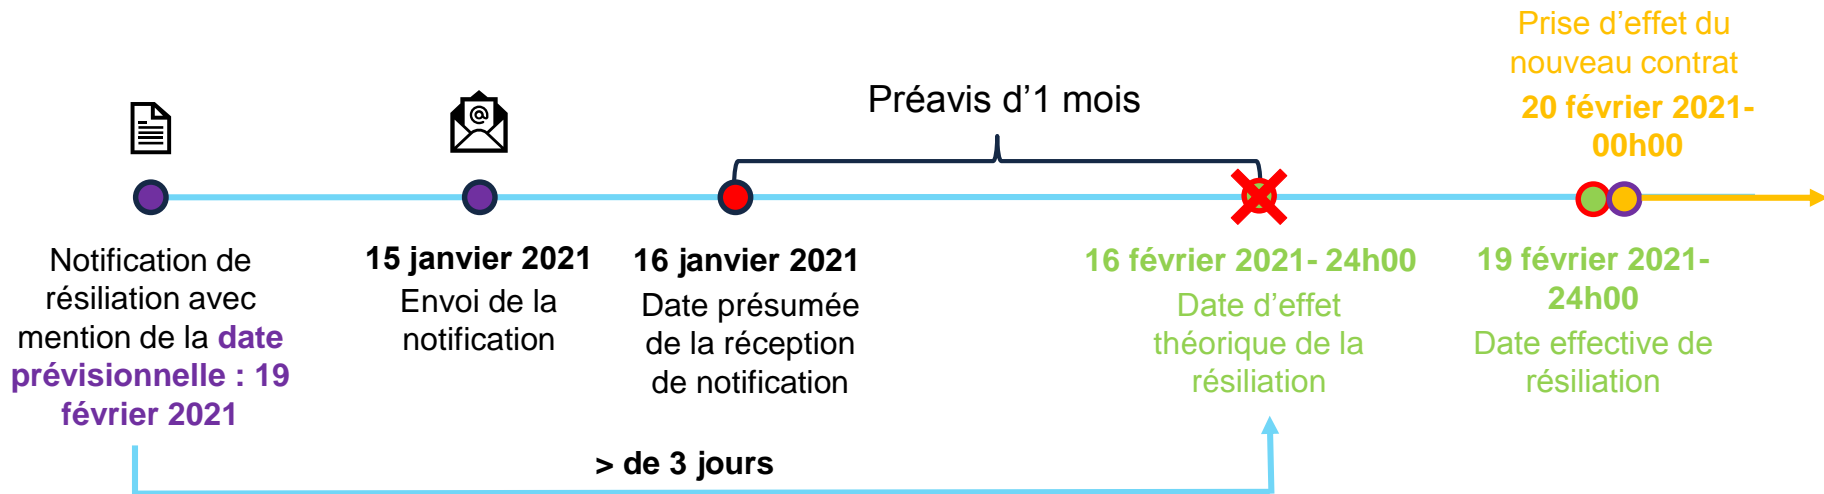 Prise d’effet du
nouveau contrat
20 février 2021-
00h00
Préavis d’1 mois
@
Notification de
résiliation avec
mention de la date
prévisionnelle : 19
février 2021
15 janvier 2021
Envoi de la
notification
16 janvier 2021
Date présumée
de la réception
de notification
16 février 2021- 24h00
Date d’effet
théorique de la
résiliation
19 février 2021-
24h00
Date effective de
résiliation
> de 3 jours